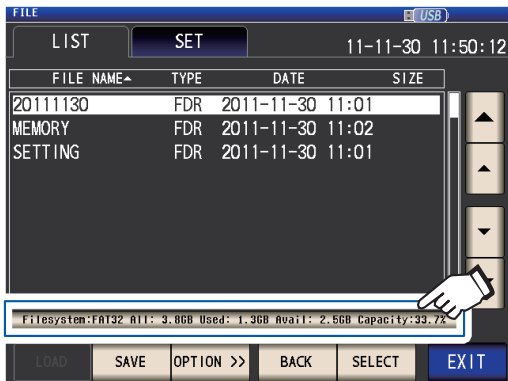 FILE USB
LIST SET 11-11-30 11:50:12
FILE NAME▲ TYPE DATE SIZE
20111130 FDR 2011-11-30 11:01
MEMORY FDR 2011-11-30 11:02
SETTING FDR 2011-11-30 11:01
Filesystem:FAT32 All: 3.8GB Used: 1.3GB Avail: 2.5GB Capacity:33.7%
LOAD SAVE OPTION >> BACK SELECT EXIT